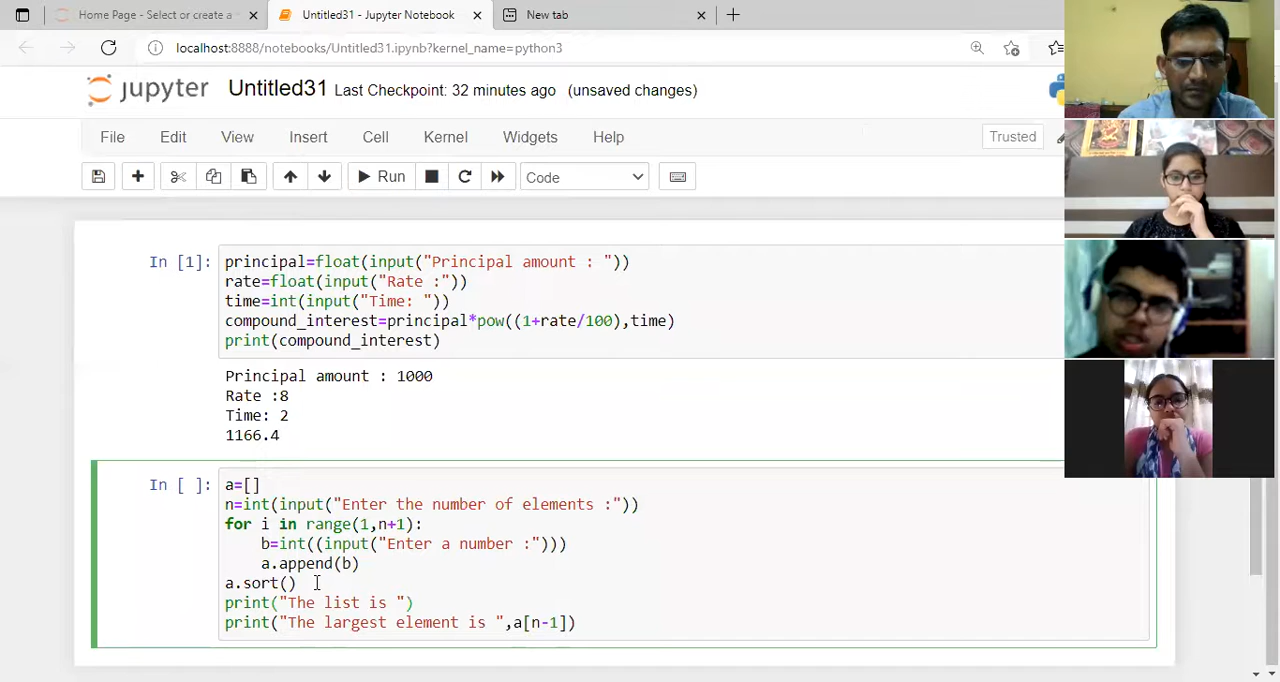 Home Page - Select or create a
Untitled31 - Jupyter Notebook
New tab
localhost:8888/notebooks/Untitled31.ipynb?kernel_name=python3
jupyter Untitled31 Last Checkpoint: 32 minutes ago (unsaved changes)
File Edit View Insert Cell Kernel Widgets Help
Trusted
Run
Code
In [1]:
principal=float(input("Principal amount : "))
rate=float(input("Rate :"))
time=int(input("Time: "))
compound_interest=principal*pow((1+rate/100),time)
print(compound_interest)
Principal amount : 1000
Rate :8
Time: 2
1166.4
In [ ]:
a=[]
n=int(input("Enter the number of elements :"))
for i in range(1,n+1):
    b=int((input("Enter a number :")))
    a.append(b)
a.sort()
print("The list is ")
print("The largest element is ",a[n-1])